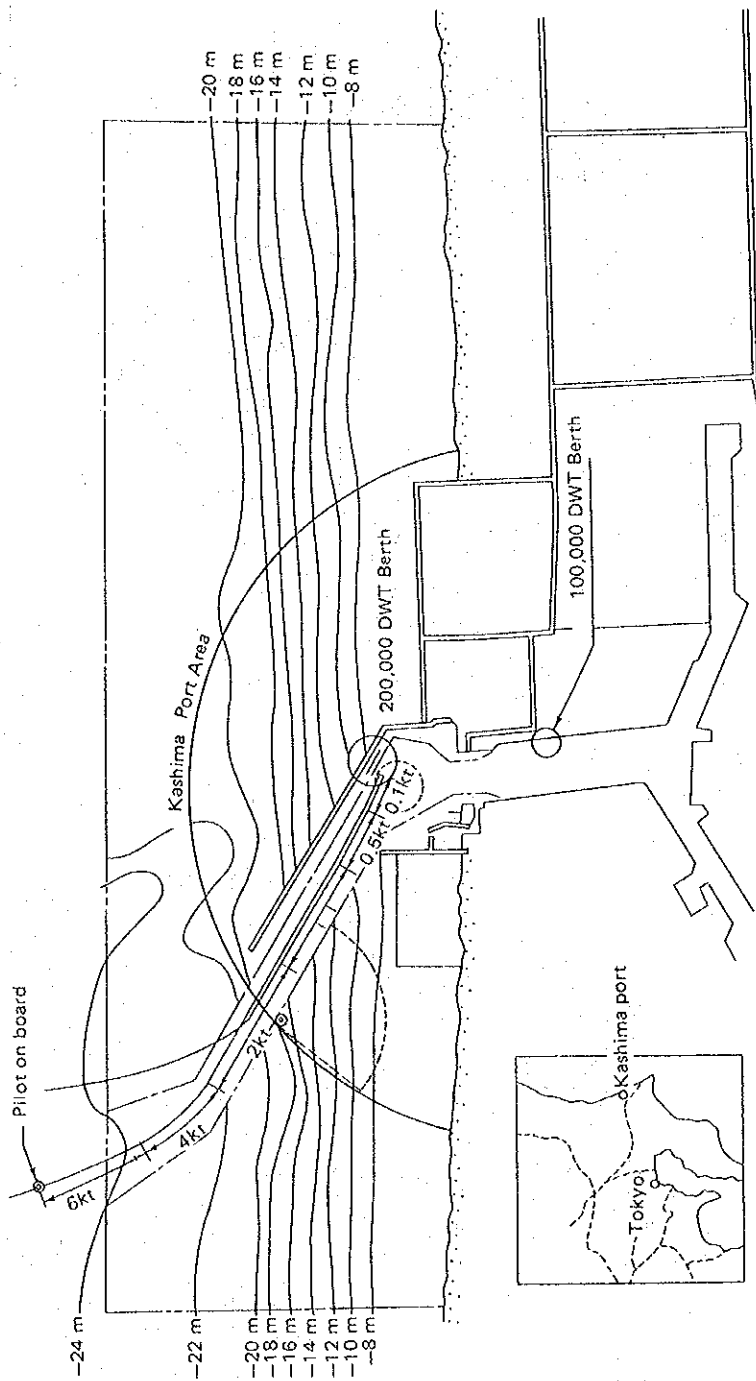 Pilot on board
6kt
4kt
2kt
0.5kt
0.1kt
Kashima Port Area
200,000 DWT Berth
100,000 DWT Berth
−24 m
−22 m
−20 m
−18 m
−16 m
−14 m
−12 m
−10 m
−8 m
−20 m
−18 m
−16 m
−14 m
−12 m
−10 m
−8 m
Tokyo
Kashima port